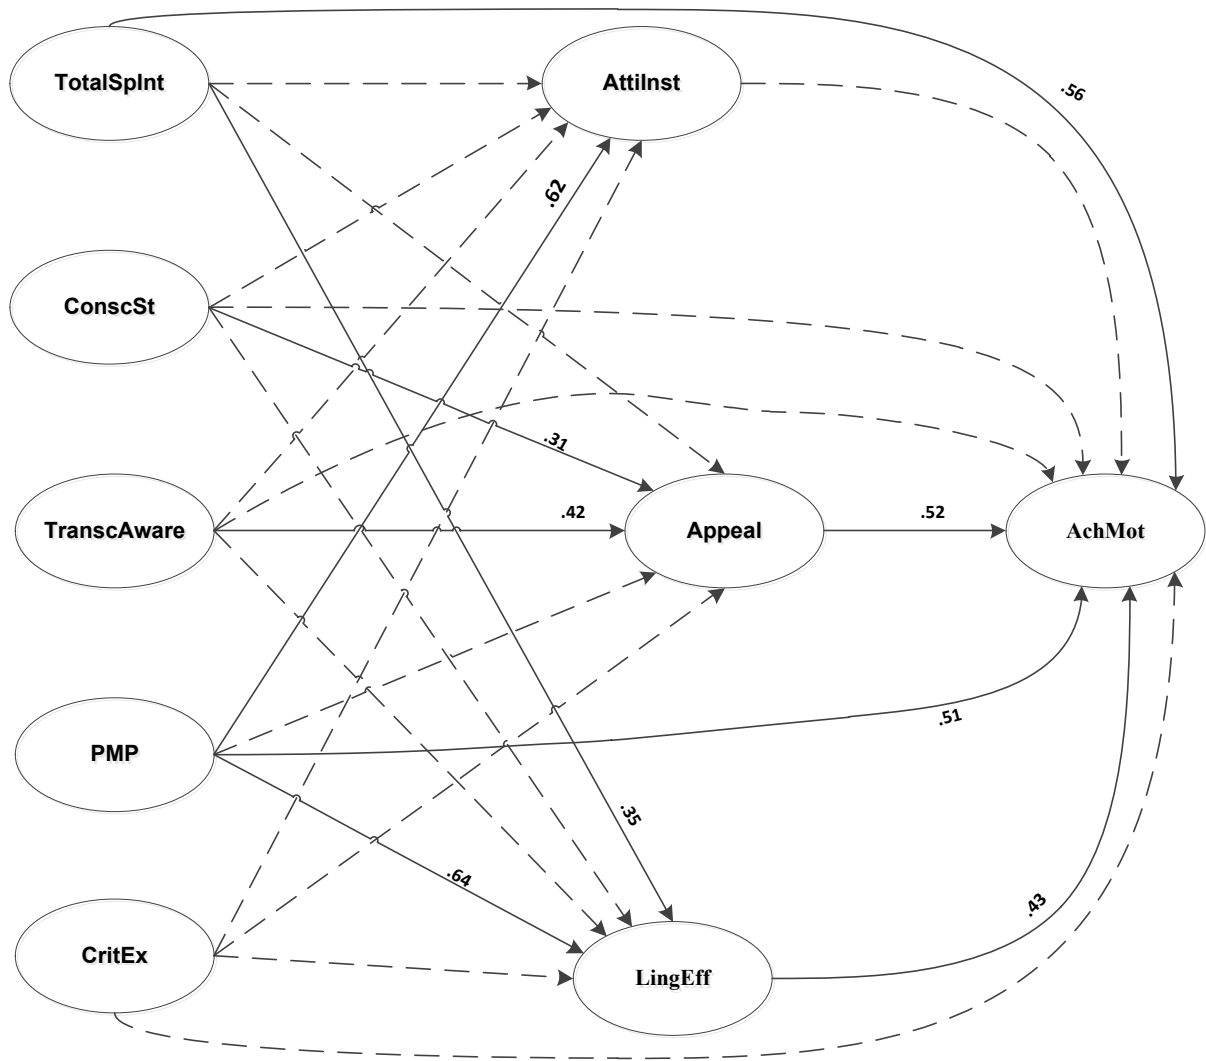 TotalSpInt
AttiInst
.56
.62
ConscSt
.31
TranscAware
.42
Appeal
.52
AchMot
PMP
.51
.35
.64
CritEx
.43
LingEff